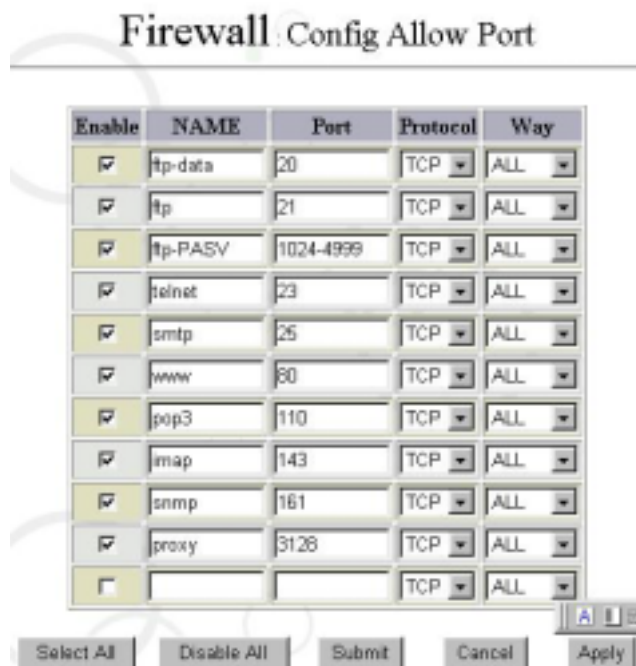 Firewall : Config Allow Port
Enable NAME Port Protocol Way
ftp-data 20 TCP ALL
ftp 21 TCP ALL
ftp-PASV 1024-4999 TCP ALL
telnet 23 TCP ALL
smtp 25 TCP ALL
www 80 TCP ALL
pop3 110 TCP ALL
imap 143 TCP ALL
snmp 161 TCP ALL
proxy 3128 TCP ALL
TCP ALL
A
Select All Disable All Submit Cancel Apply